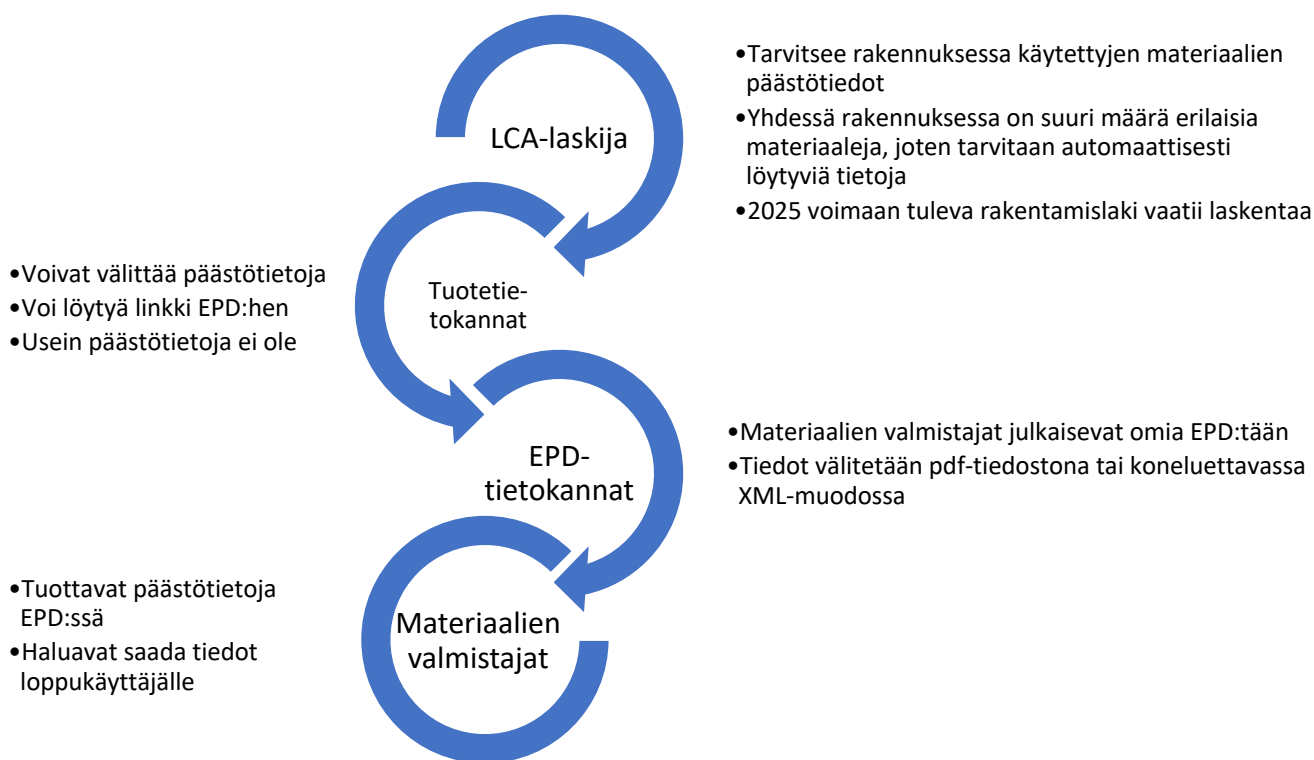 LCA-laskija
•Tarvitsee rakennuksessa käytettyjen materiaalien
päästötiedot
•Yhdessä rakennuksessa on suuri määrä erilaisia
materiaaleja, joten tarvitaan automaattisesti
löytyviä tietoja
•2025 voimaan tuleva rakentamislaki vaatii laskentaa
•Voivat välittää päästötietoja
•Voi löytyä linkki EPD:hen
•Usein päästötietoja ei ole
Tuotetie-
tokannat
EPD-
tietokannat
•Materiaalien valmistajat julkaisevat omia EPD:tään
•Tiedot välitetään pdf-tiedostona tai koneluettavassa
XML-muodossa
•Tuottavat päästötietoja
EPD:ssä
•Haluavat saada tiedot
loppukäyttäjälle
Materiaalien
valmistajat